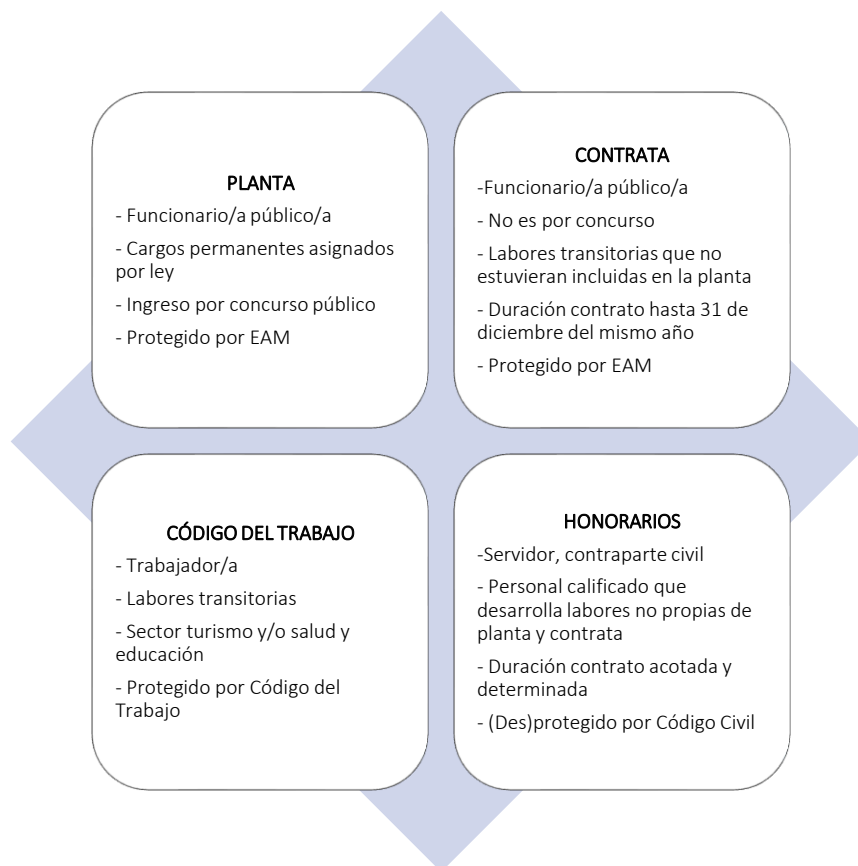 PLANTA
- Funcionario/a público/a
- Cargos permanentes asignados
por ley
- Ingreso por concurso público
- Protegido por EAM
CONTRATA
-Funcionario/a público/a
- No es por concurso
- Labores transitorias que no
estuvieran incluidas en la planta
- Duración contrato hasta 31 de
diciembre del mismo año
- Protegido por EAM
CÓDIGO DEL TRABAJO
- Trabajador/a
- Labores transitorias
- Sector turismo y/o salud y
educación
- Protegido por Código del
Trabajo
HONORARIOS
-Servidor, contraparte civil
- Personal calificado que
desarrolla labores no propias de
planta y contrata
- Duración contrato acotada y
determinada
- (Des)protegido por Código Civil